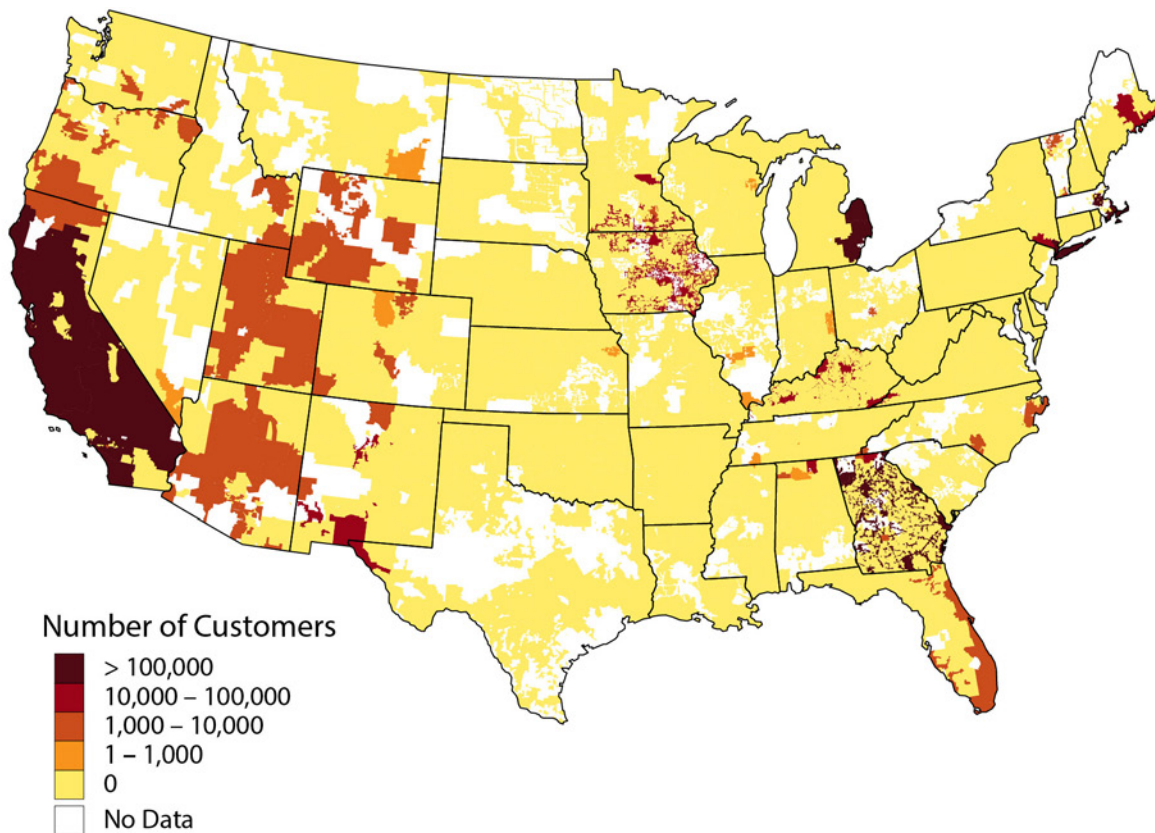 Number of Customers
> 100,000
10,000 – 100,000
1,000 – 10,000
1 – 1,000
0
No Data